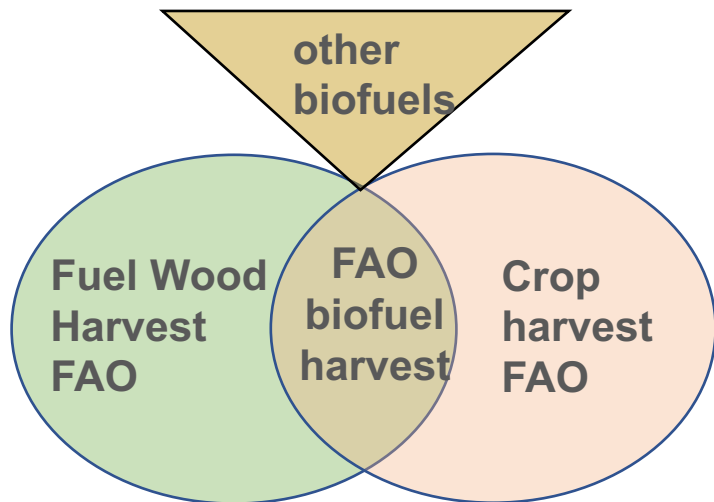 other
biofuels
Fuel Wood
Harvest
FAO
FAO
biofuel
harvest
Crop
harvest
FAO